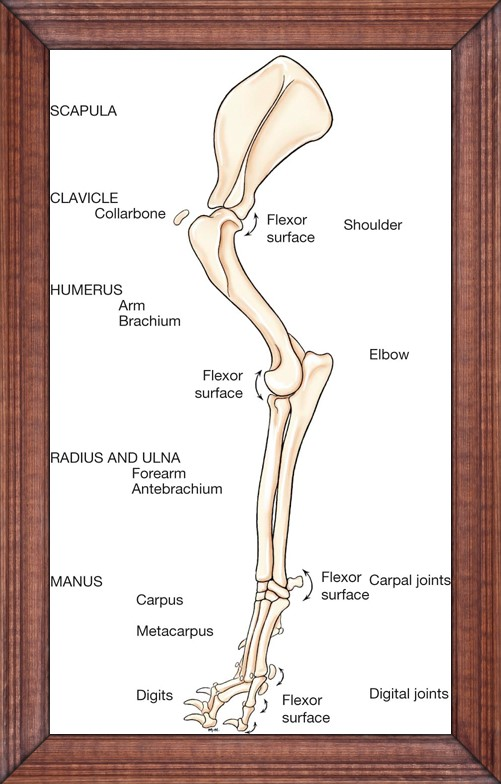 SCAPULA
CLAVICLE
Collarbone
Flexor
surface
Shoulder
HUMERUS
Arm
Brachium
Elbow
Flexor
surface
RADIUS AND ULNA
Forearm
Antebrachium
MANUS
Flexor
surface
Carpal joints
Carpus
Metacarpus
Digits
Flexor
surface
Digital joints